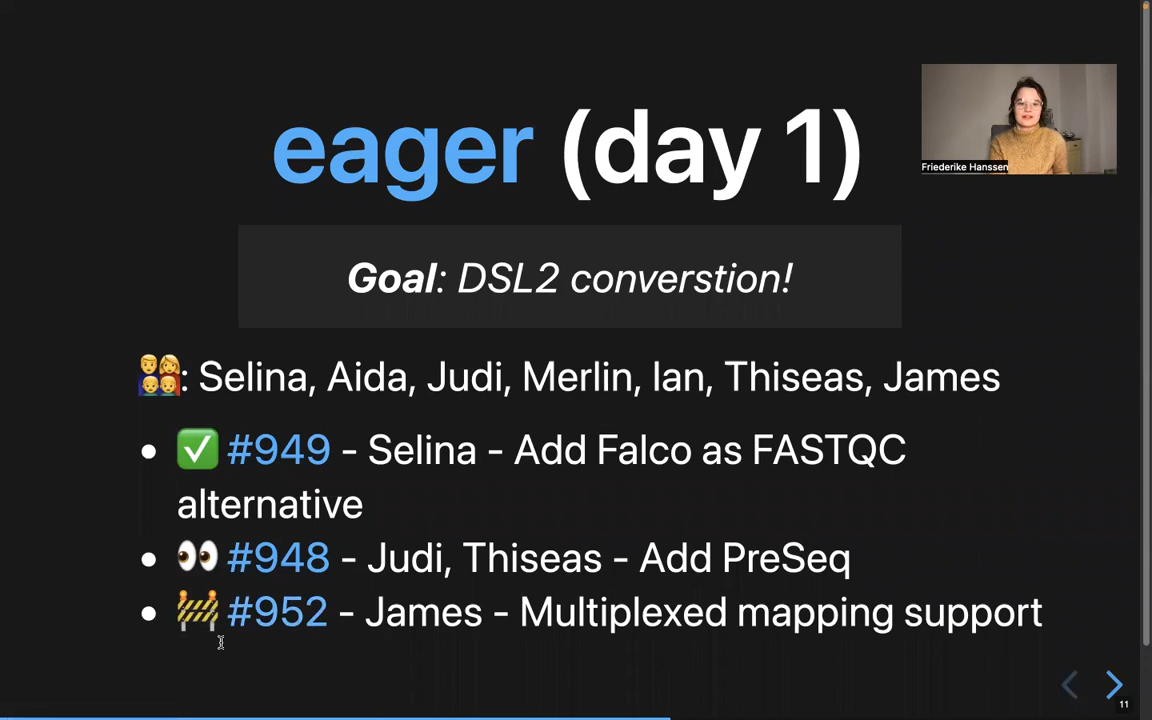 eager (day 1)
Friederike Hanssen
Goal: DSL2 converstion!
: Selina, Aida, Judi, Merlin, Ian, Thiseas, James
#949 - Selina - Add Falco as FASTQC
alternative
#948 - Judi, Thiseas - Add PreSeq
#952 - James - Multiplexed mapping support
11